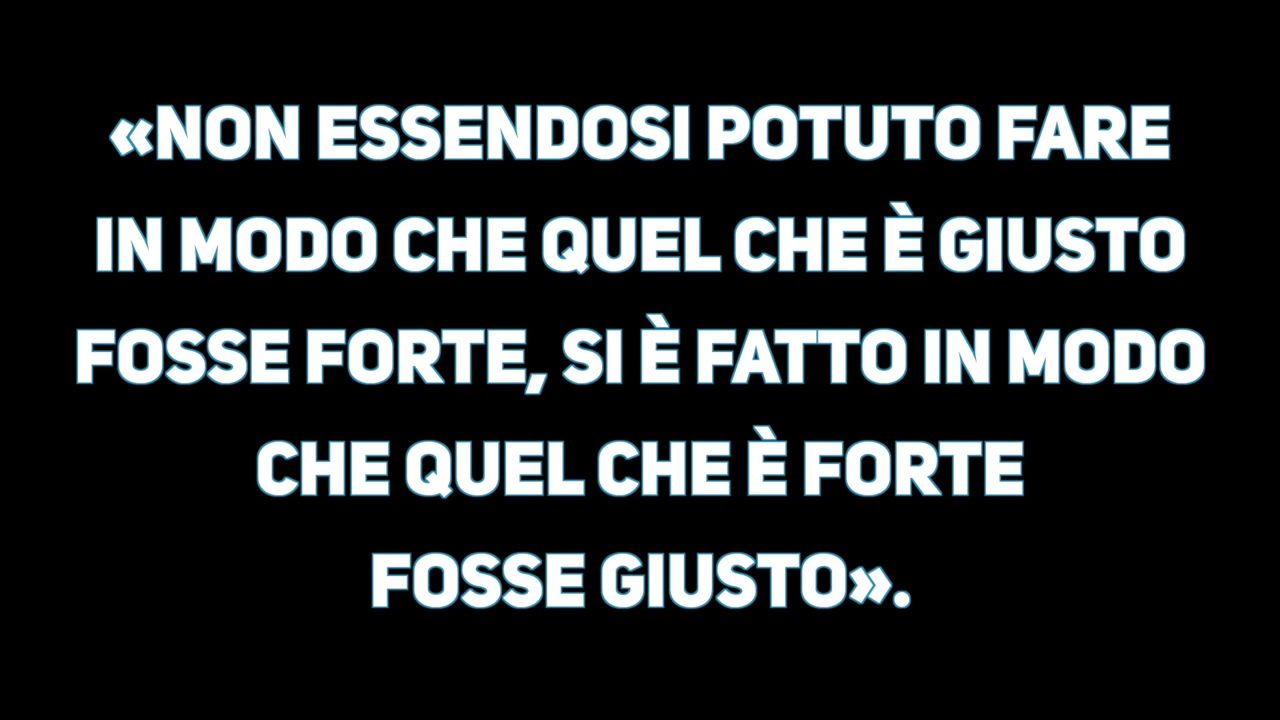 «NON ESSENDOSI POTUTO FARE
IN MODO CHE QUEL CHE È GIUSTO
FOSSE FORTE, SI È FATTO IN MODO
CHE QUEL CHE È FORTE
FOSSE GIUSTO».